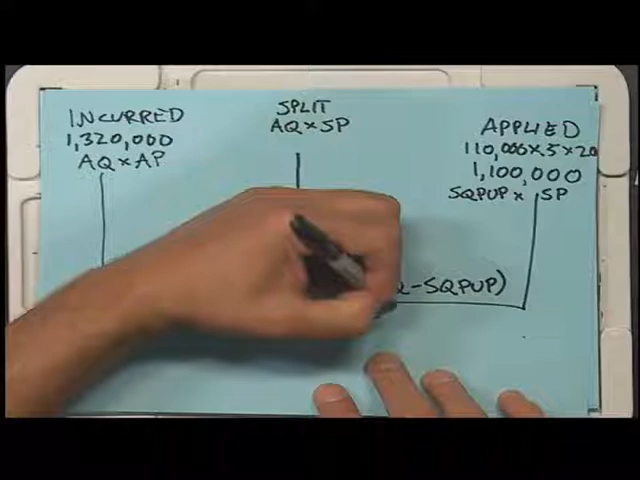 INCURRED
1,320,000
AQ×AP
SPLIT
AQ×SP
APPLIED
110,000×.5×20
1,100,000
SQPUP × SP
Q-SQPUP)